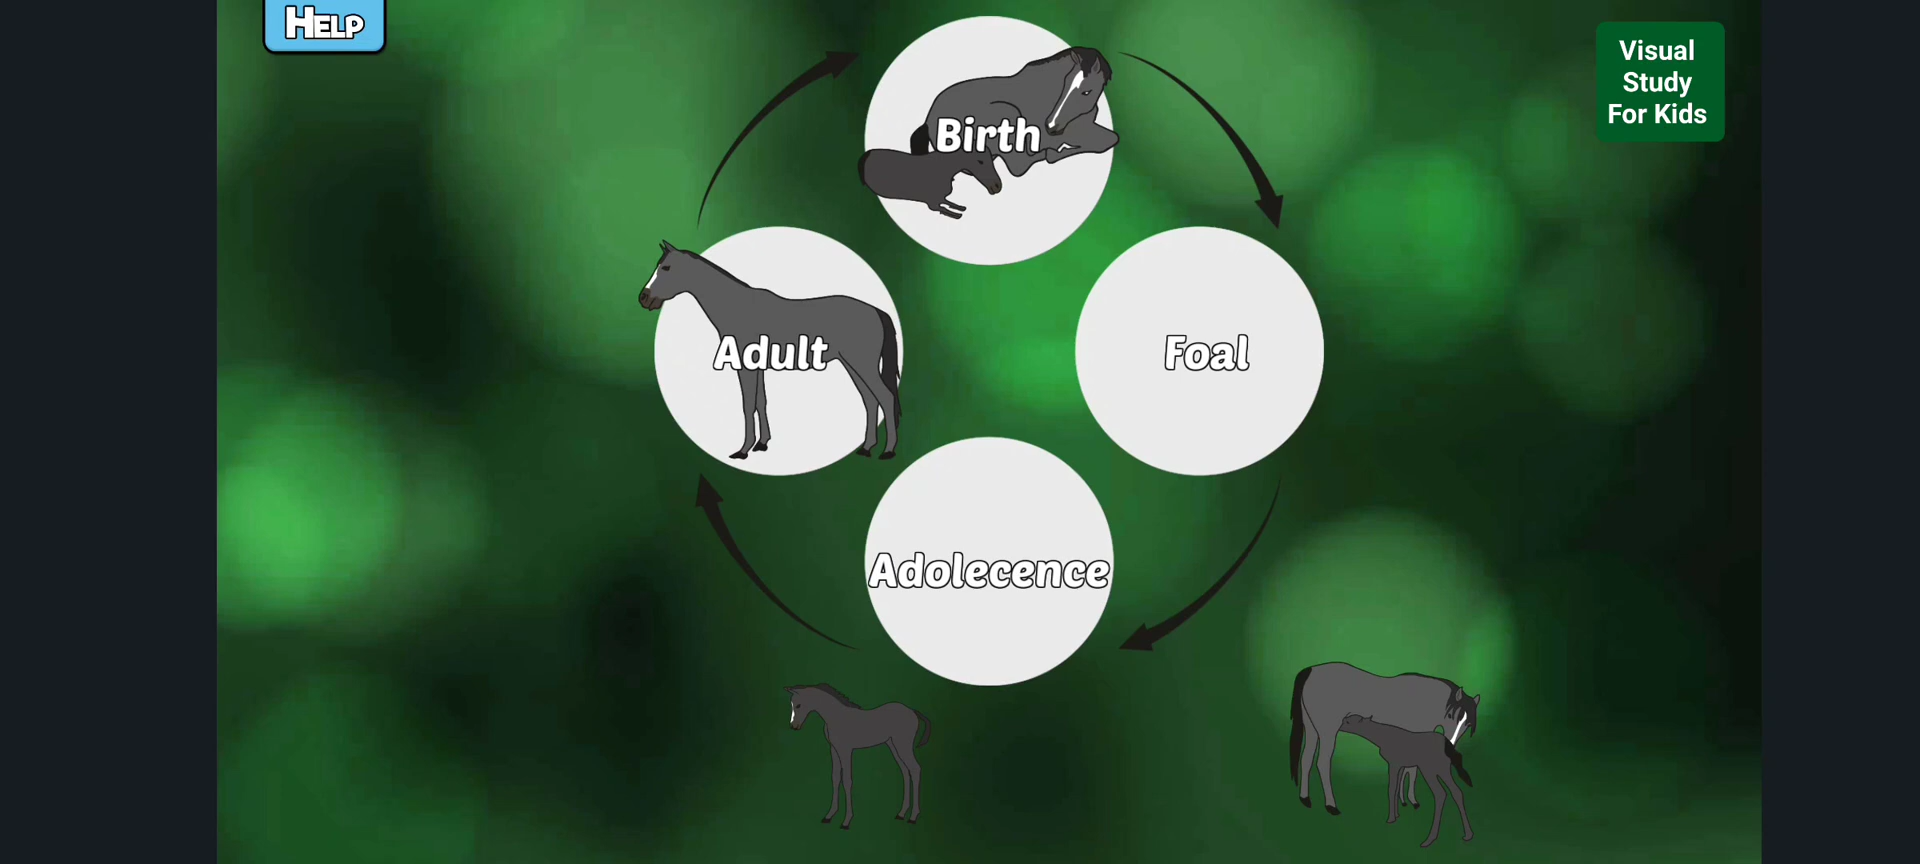 Help
Visual
Study
For Kids
Birth
Adult
Foal
Adolecence